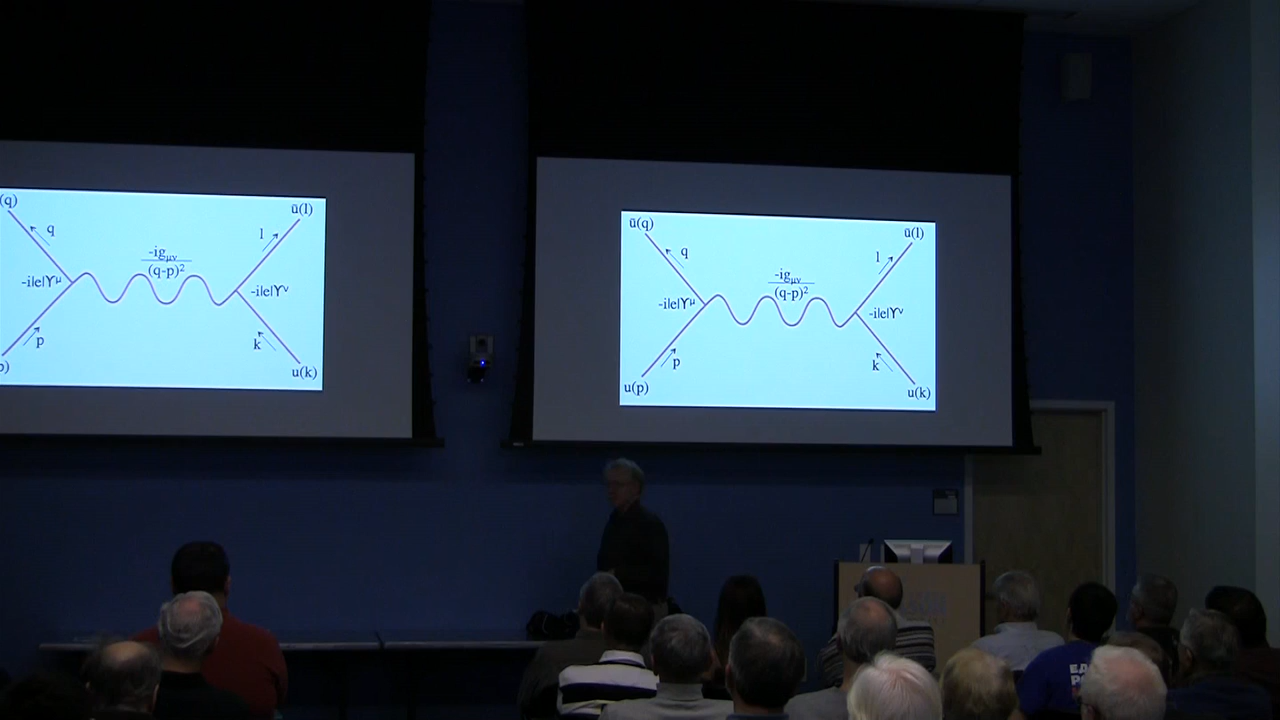 (q)
q
ū(l)
l
-ig_μν
(q-p)²
-i|e|γ^μ
-i|e|γ^ν
p
k
p)
u(k)
ū(q)
q
ū(l)
l
-ig_μν
(q-p)²
-i|e|γ^μ
-i|e|γ^ν
p
k
u(p)
u(k)